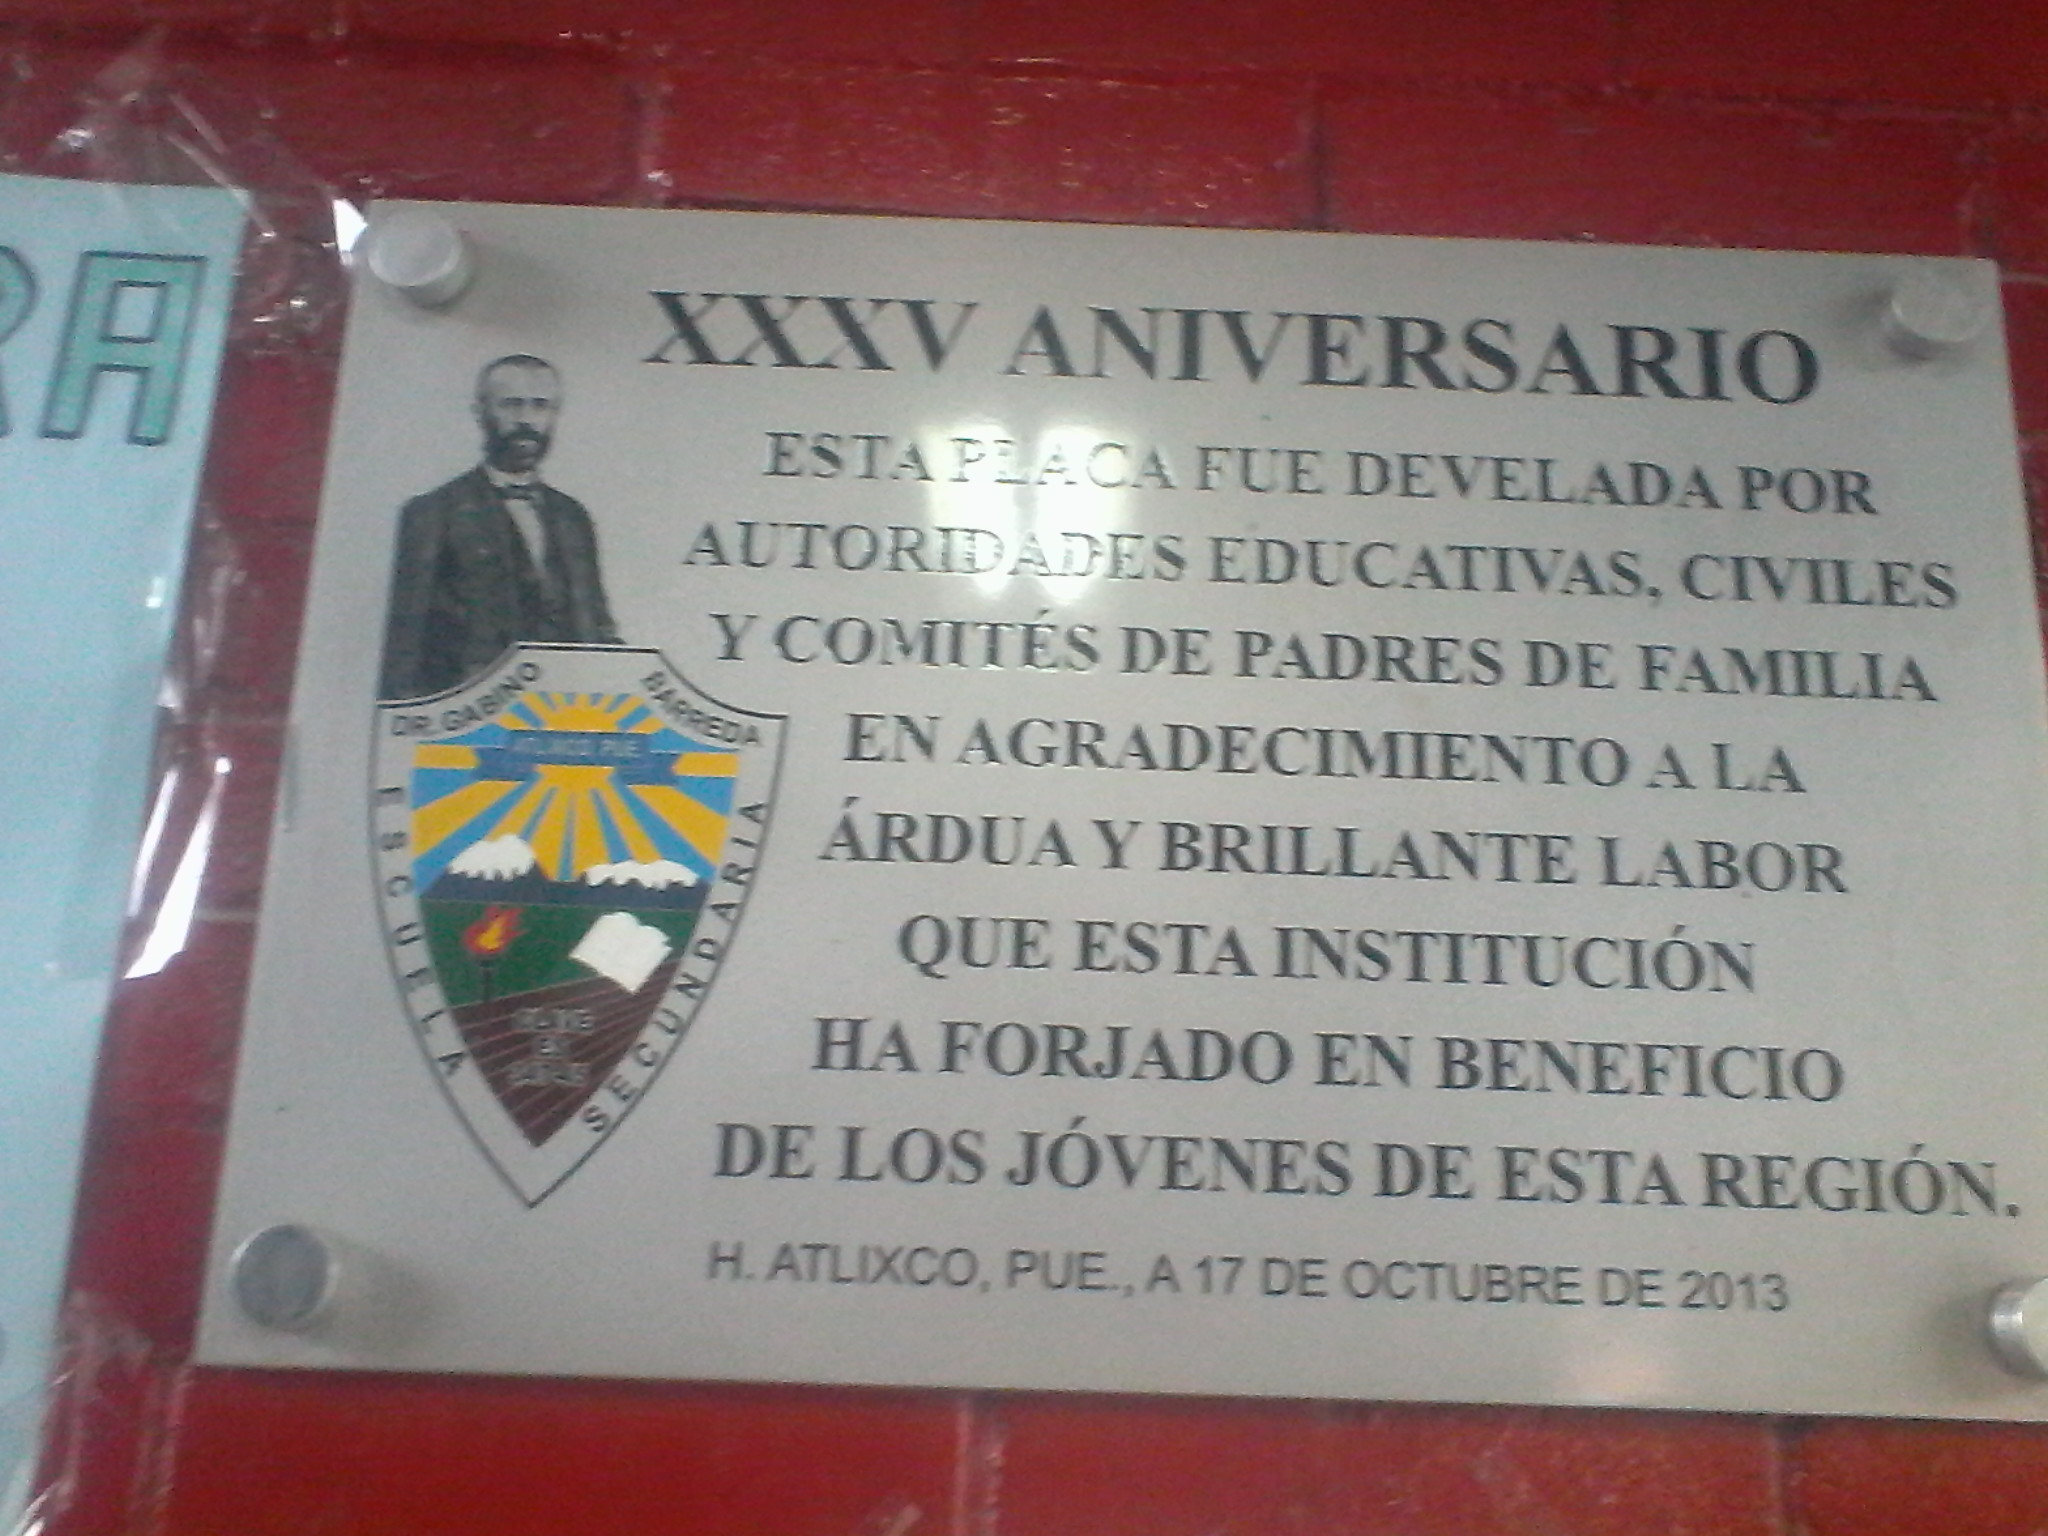 RA
XXXV ANIVERSARIO
ESTA PLACA FUE DEVELADA POR
AUTORIDADES EDUCATIVAS, CIVILES
Y COMITÉS DE PADRES DE FAMILIA
EN AGRADECIMIENTO A LA
ÁRDUA Y BRILLANTE LABOR
QUE ESTA INSTITUCIÓN
HA FORJADO EN BENEFICIO
DE LOS JÓVENES DE ESTA REGIÓN.
H. ATLIXCO, PUE., A 17 DE OCTUBRE DE 2013
DR. GABINO BARREDA
ATLIXCO, PUE.
ESCUELA SECUNDARIA